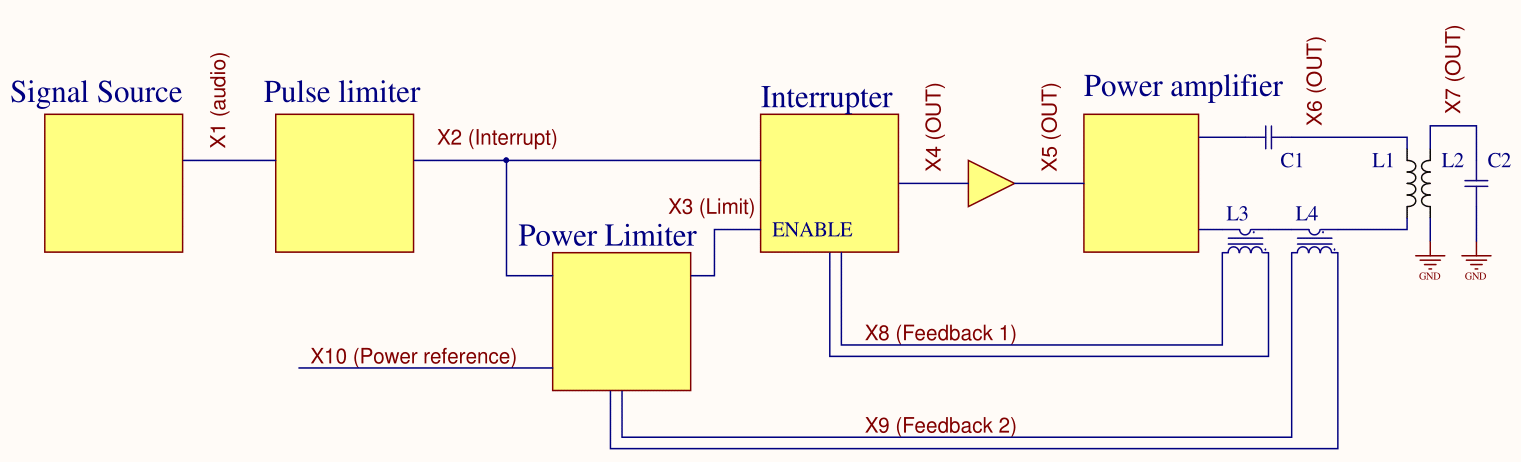 Signal Source
X1 (audio)
Pulse limiter
X2 (Interrupt)
Interrupter
X4 (OUT)
X5 (OUT)
Power amplifier
X6 (OUT)
X7 (OUT)
C1
L1
L2
C2
X3 (Limit)
ENABLE
Power Limiter
L3
L4
GND
GND
X8 (Feedback 1)
X10 (Power reference)
X9 (Feedback 2)